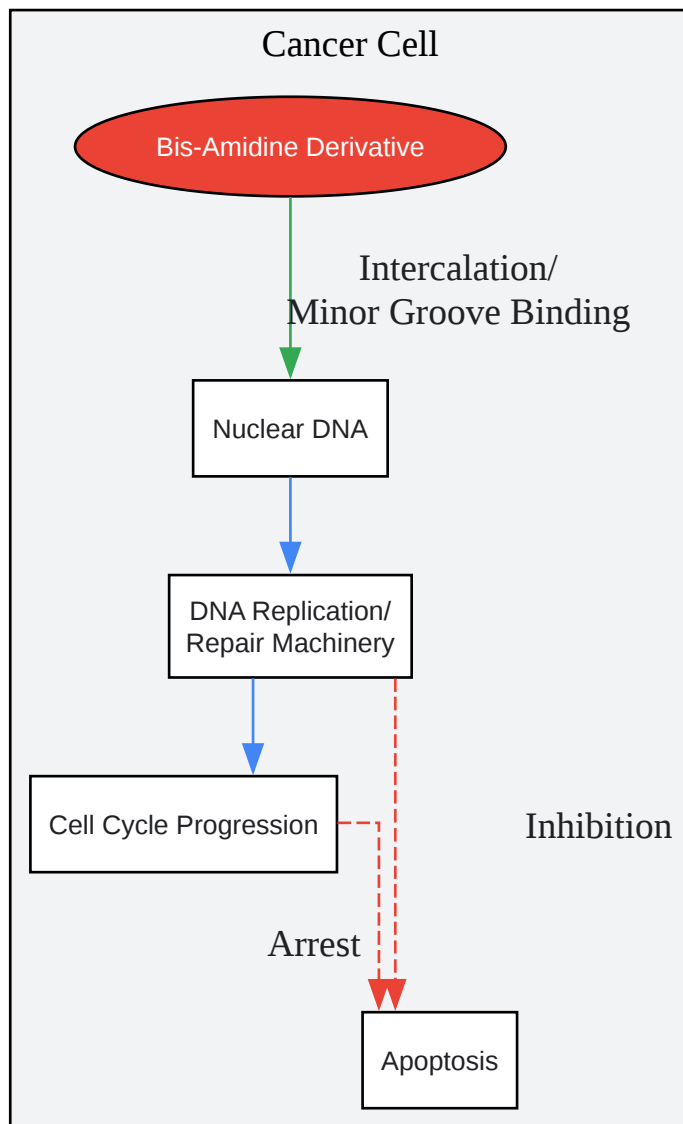 Cancer Cell
Bis-Amidine Derivative
Intercalation/
Minor Groove Binding
Nuclear DNA
DNA Replication/
Repair Machinery
Cell Cycle Progression
Inhibition
Arrest
Apoptosis